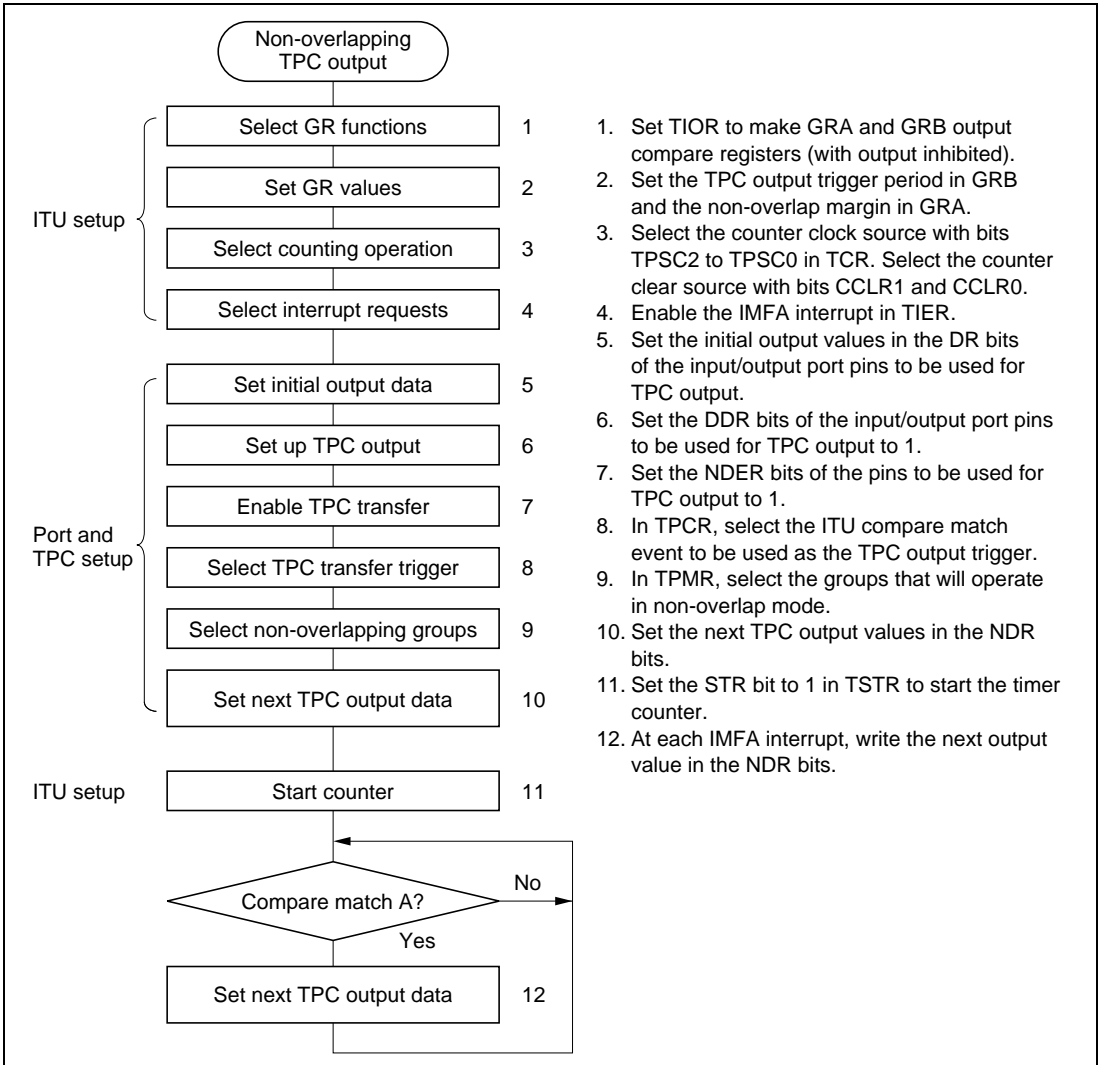 Non-overlapping
TPC output
ITU setup
Select GR functions 1
Set GR values 2
Select counting operation 3
Select interrupt requests 4
Port and
TPC setup
Set initial output data 5
Set up TPC output 6
Enable TPC transfer 7
Select TPC transfer trigger 8
Select non-overlapping groups 9
Set next TPC output data 10
ITU setup
Start counter 11
Compare match A?
No
Yes
Set next TPC output data 12
1. Set TIOR to make GRA and GRB output
compare registers (with output inhibited).
2. Set the TPC output trigger period in GRB
and the non-overlap margin in GRA.
3. Select the counter clock source with bits
TPSC2 to TPSC0 in TCR. Select the counter
clear source with bits CCLR1 and CCLR0.
4. Enable the IMFA interrupt in TIER.
5. Set the initial output values in the DR bits
of the input/output port pins to be used for
TPC output.
6. Set the DDR bits of the input/output port pins
to be used for TPC output to 1.
7. Set the NDER bits of the pins to be used for
TPC output to 1.
8. In TPCR, select the ITU compare match
event to be used as the TPC output trigger.
9. In TPMR, select the groups that will operate
in non-overlap mode.
10. Set the next TPC output values in the NDR
bits.
11. Set the STR bit to 1 in TSTR to start the timer
counter.
12. At each IMFA interrupt, write the next output
value in the NDR bits.